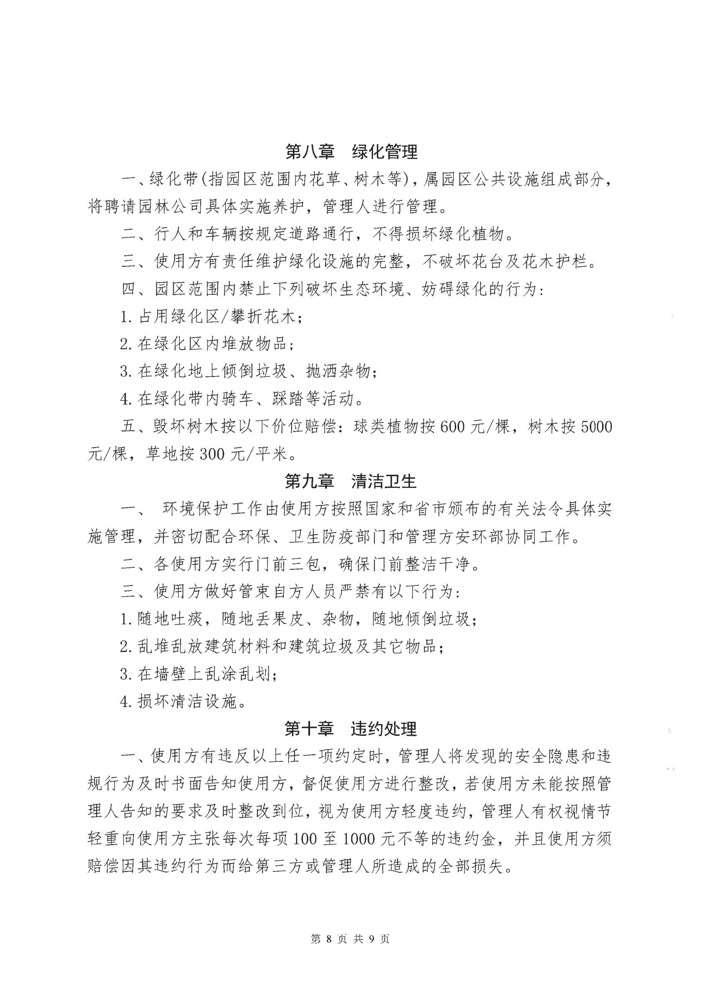 第八章　绿化管理
一、绿化带(指园区范围内花草、树木等)，属园区公共设施组成部分，
将聘请园林公司具体实施养护，管理人进行管理。
二、行人和车辆按规定道路通行，不得损坏绿化植物。
三、使用方有责任维护绿化设施的完整，不破坏花台及花木护栏。
四、园区范围内禁止下列破坏生态环境、妨碍绿化的行为：
1. 占用绿化区/攀折花木；
2. 在绿化区内堆放物品；
3. 在绿化地上倾倒垃圾、抛洒杂物；
4. 在绿化带内骑车、踩踏等活动。
五、毁坏树木按以下价位赔偿：球类植物按 600 元/棵，树木按 5000
元/棵，草地按 300 元/平米。
第九章　清洁卫生
一、 环境保护工作由使用方按照国家和省市颁布的有关法令具体实
施管理，并密切配合环保、卫生防疫部门和管理方安环部协同工作。
二、各使用方实行门前三包，确保门前整洁干净。
三、使用方做好管束自方人员严禁有以下行为：
1. 随地吐痰，随地丢果皮、杂物，随地倾倒垃圾；
2. 乱堆乱放建筑材料和建筑垃圾及其它物品；
3. 在墙壁上乱涂乱划；
4. 损坏清洁设施。
第十章　违约处理
一、使用方有违反以上任一项约定时，管理人将发现的安全隐患和违
规行为及时书面告知使用方，督促使用方进行整改，若使用方未能按照管
理人告知的要求及时整改到位，视为使用方轻度违约，管理人有权视情节
轻重向使用方主张每次每项 100 至 1000 元不等的违约金，并且使用方须
赔偿因其违约行为而给第三方或管理人所造成的全部损失。
第 8 页 共 9 页